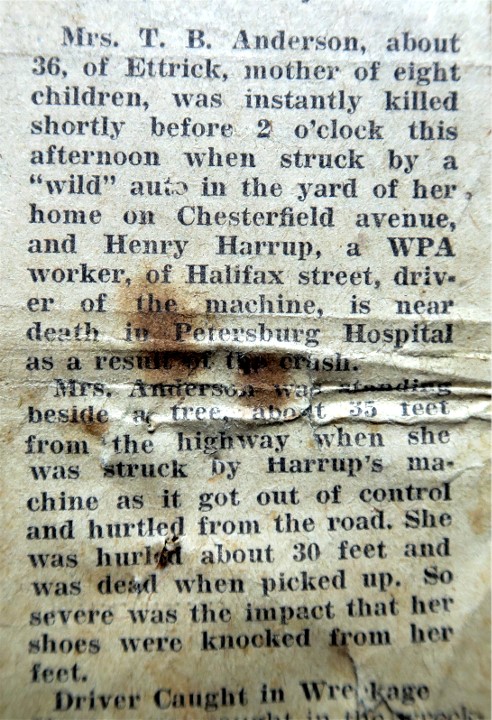 Mrs. T. B. Anderson, about
36, of Ettrick, mother of eight
children, was instantly killed
shortly before 2 o'clock this
afternoon when struck by a
"wild" auto in the yard of her
home on Chesterfield avenue,
and Henry Harrup, a WPA
worker, of Halifax street, driv-
er of the machine, is near
death in Petersburg Hospital
as a result of the crash.
Mrs. Anderson was standing
beside a tree, about 35 feet
from the highway when she
was struck by Harrup's ma-
chine as it got out of control
and hurtled from the road. She
was hurled about 30 feet and
was dead when picked up. So
severe was the impact that her
shoes were knocked from her
feet.
Driver Caught in Wreckage
caught in the